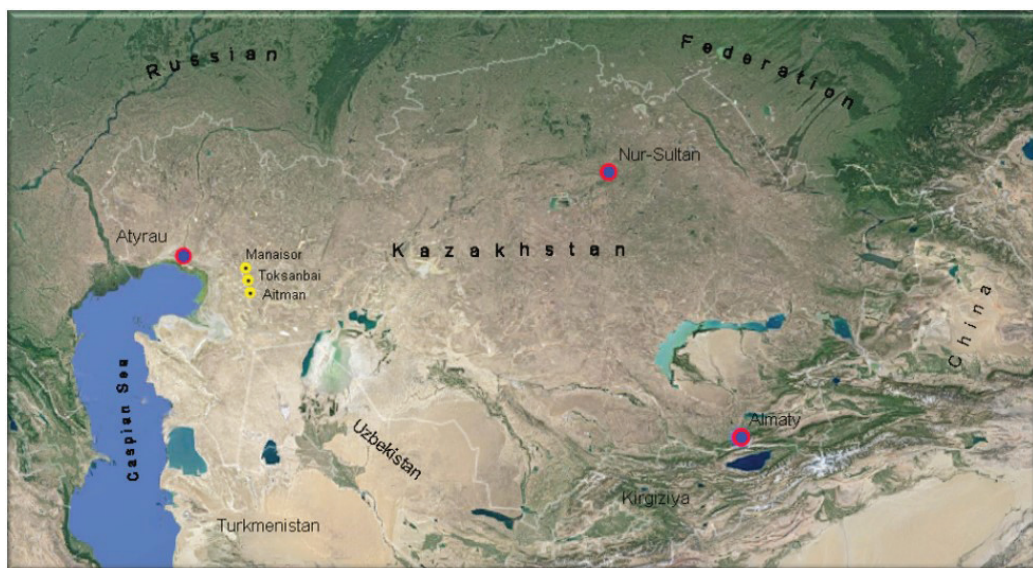 Russian
Federation
Nur-Sultan
Atyrau
Kazakhstan
Manaisor
Toksanbai
Aitman
China
Caspian Sea
Almaty
Uzbekistan
Kirgiziya
Turkmenistan